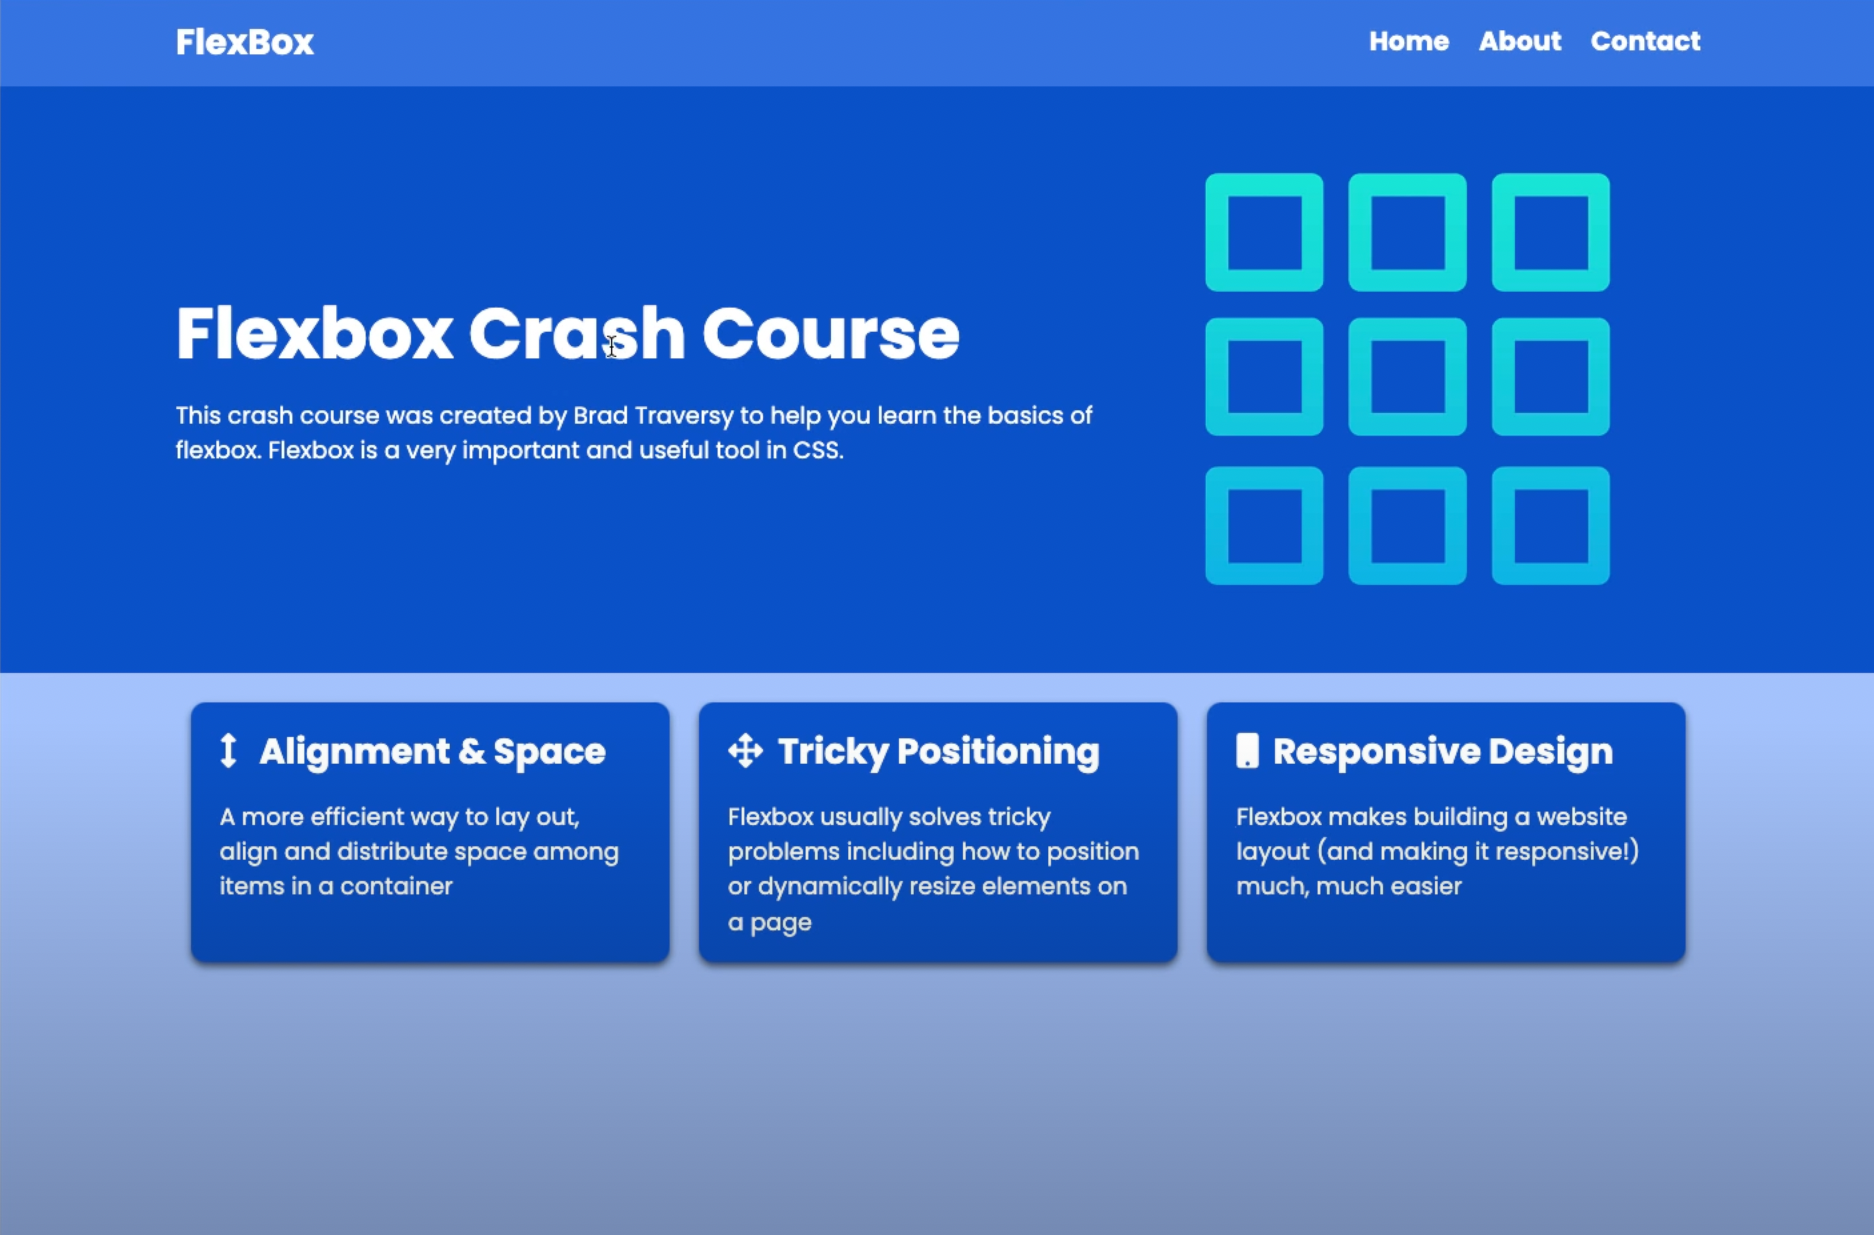 FlexBox
Home About Contact
Flexbox Crash Course
This crash course was created by Brad Traversy to help you learn the basics of
flexbox. Flexbox is a very important and useful tool in CSS.
Alignment & Space
A more efficient way to lay out,
align and distribute space among
items in a container
Tricky Positioning
Flexbox usually solves tricky
problems including how to position
or dynamically resize elements on
a page
Responsive Design
Flexbox makes building a website
layout (and making it responsive!)
much, much easier